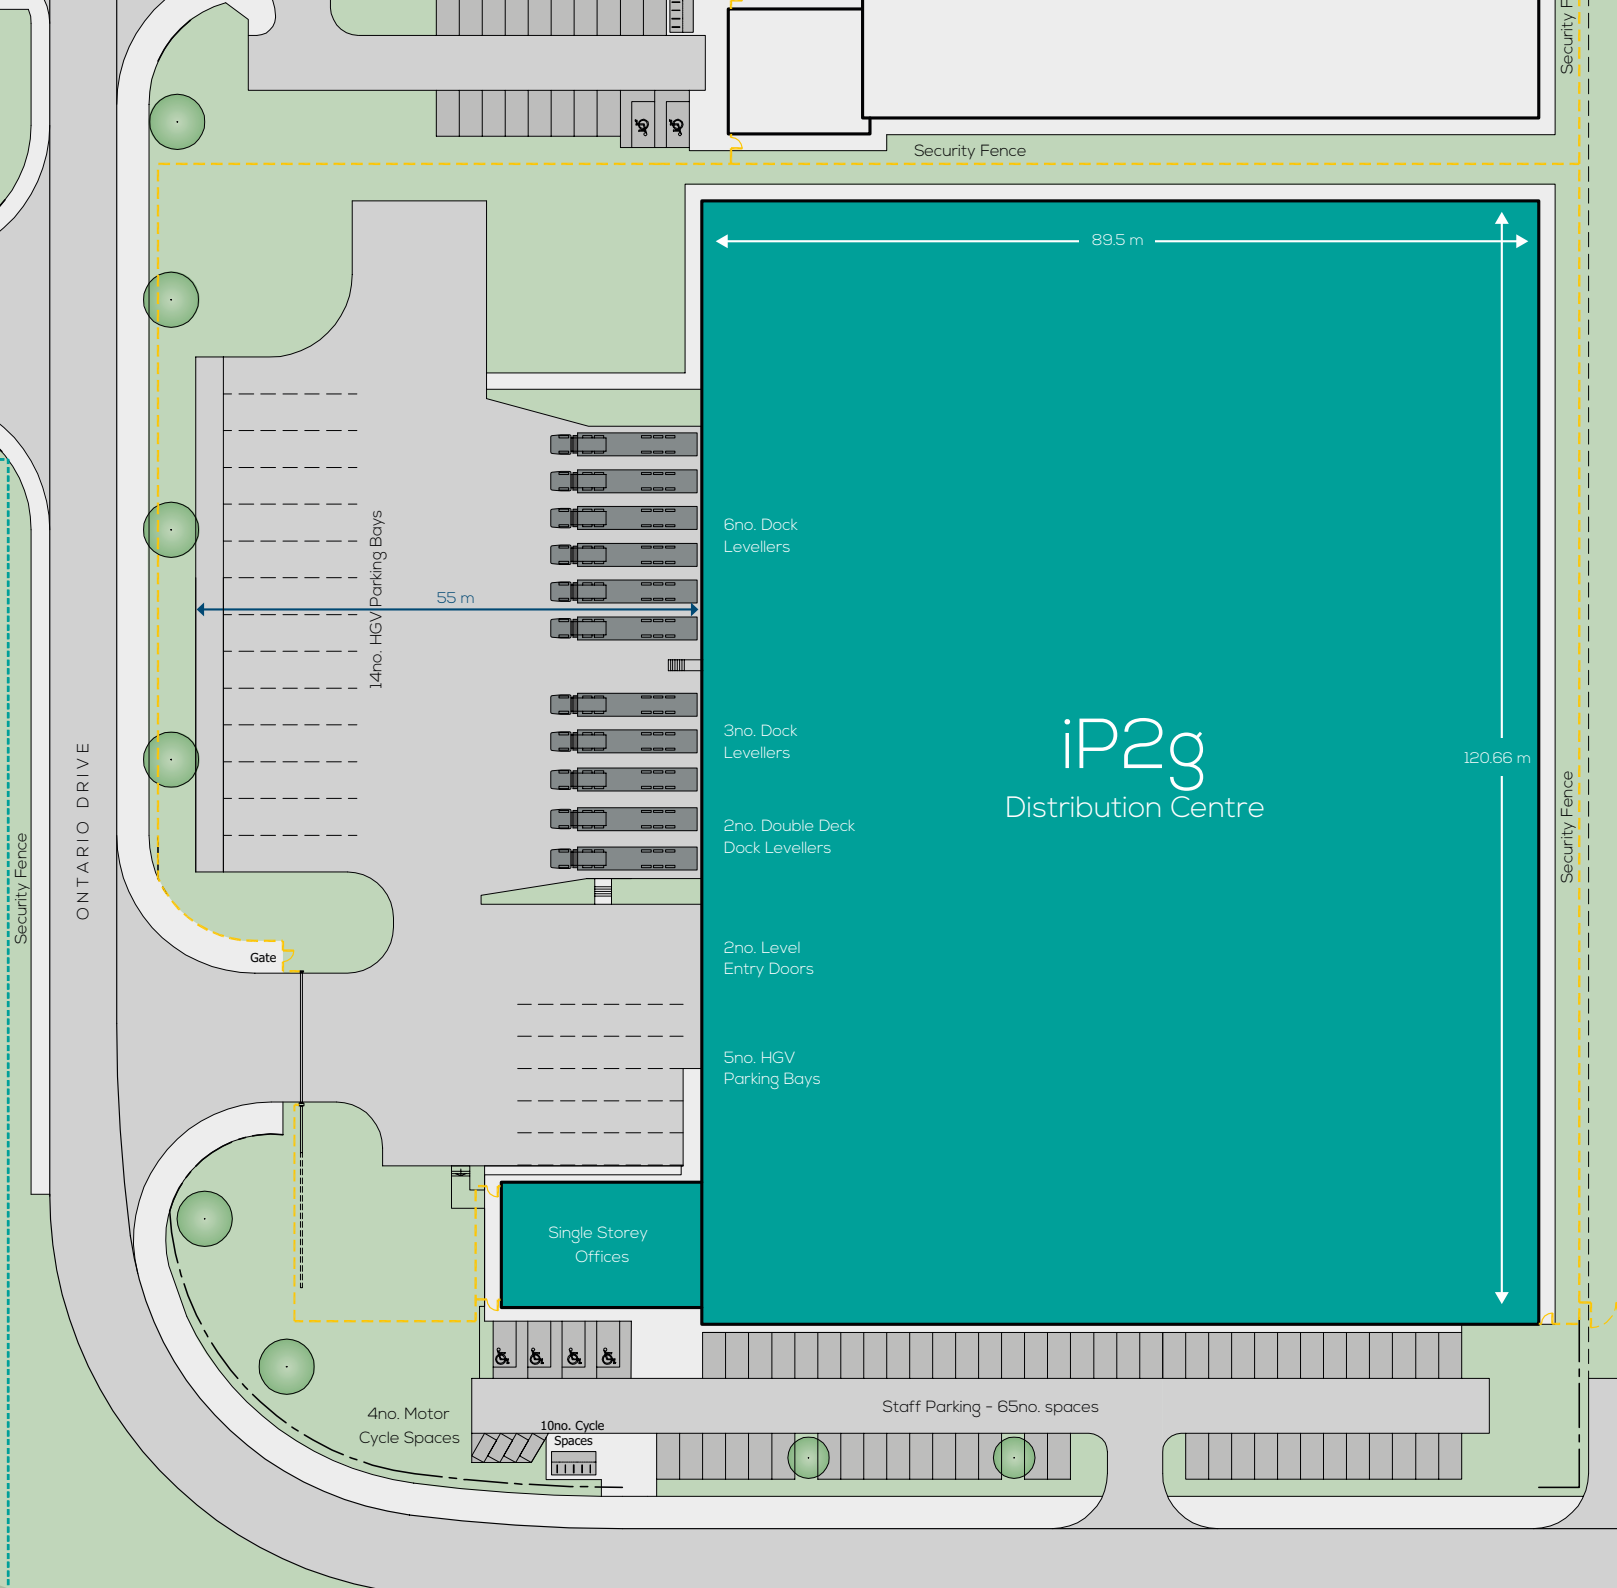 Security F
Security Fence
89.5 m
6no. Dock
Levellers
14no. HGV Parking Bays
55 m
3no. Dock
Levellers
iP2g
Distribution Centre
120.66 m
2no. Double Deck
Dock Levellers
ONTARIO DRIVE
Security Fence
Security Fence
2no. Level
Entry Doors
Gate
5no. HGV
Parking Bays
Single Storey
Offices
Staff Parking - 65no. spaces
4no. Motor
Cycle Spaces
10no. Cycle
Spaces